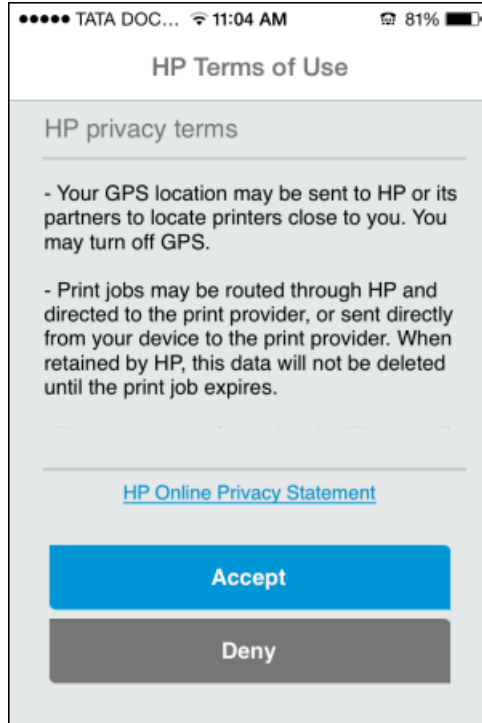 TATA DOC... 11:04 AM 81%
HP Terms of Use
HP privacy terms
- Your GPS location may be sent to HP or its
partners to locate printers close to you. You
may turn off GPS.
- Print jobs may be routed through HP and
directed to the print provider, or sent directly
from your device to the print provider. When
retained by HP, this data will not be deleted
until the print job expires.
HP Online Privacy Statement
Accept
Deny